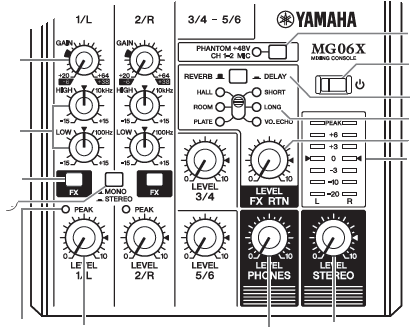 1/L 2/R 3/4 - 5/6 YAMAHA
PHANTOM +48V
CH 1-2 MIC
MG06X
MIXING CONSOLE
GAIN GAIN
+20 +64 +20 +64
-6 +38 -6 +38
REVERB DELAY
HALL SHORT
ROOM LONG
PLATE VO.ECHO
HIGH 10kHz HIGH 10kHz
-15 +15 -15 +15
LOW 100Hz LOW 100Hz
-15 +15 -15 +15
PEAK
+6
+3
0
-3
-10
-20
L R
0 10 0 10
LEVEL LEVEL
3/4 FX RTN
FX MONO FX
STEREO
PEAK PEAK
0 10 0 10 0 10 0 10 0 10
LEVEL LEVEL LEVEL LEVEL LEVEL
1/L 2/R 5/6 PHONES STEREO